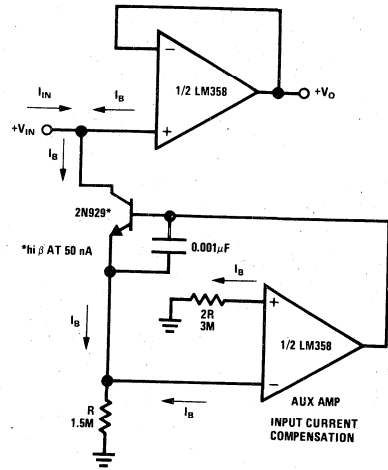 −
1/2 LM358
+
+V_O
I_IN
I_B
+V_IN
I_B
2N929*
*hi β AT 50 nA
0.001μF
I_B
2R
3M
+
1/2 LM358
−
I_B
R
1.5M
I_B
AUX AMP
INPUT CURRENT
COMPENSATION